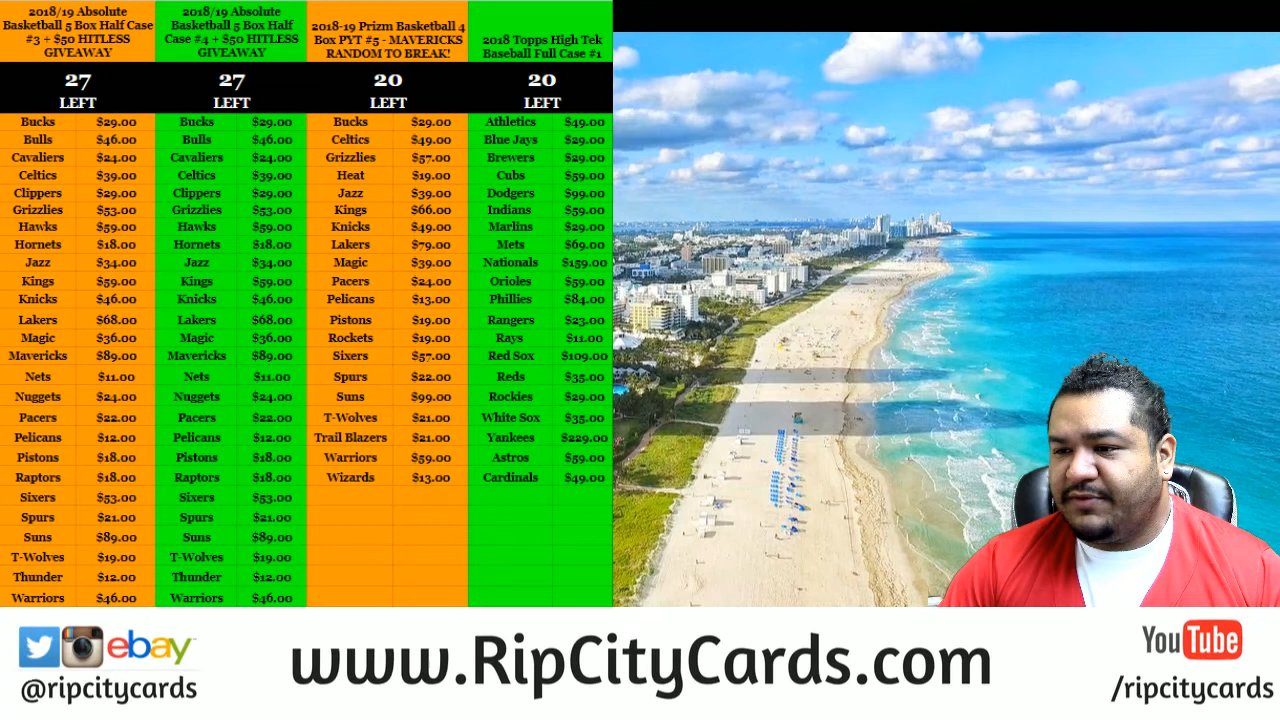 2018/19 Absolute
Basketball 5 Box Half Case
#3 + $50 HITLESS
GIVEAWAY
27
LEFT
Bucks $29.00
Bulls $46.00
Cavaliers $24.00
Celtics $39.00
Clippers $29.00
Grizzlies $53.00
Hawks $59.00
Hornets $18.00
Jazz $34.00
Kings $59.00
Knicks $46.00
Lakers $68.00
Magic $36.00
Mavericks $89.00
Nets $11.00
Nuggets $24.00
Pacers $22.00
Pelicans $12.00
Pistons $18.00
Raptors $18.00
Sixers $53.00
Spurs $21.00
Suns $89.00
T-Wolves $19.00
Thunder $12.00
Warriors $46.00
2018/19 Absolute
Basketball 5 Box Half
Case #4 + $50 HITLESS
GIVEAWAY
27
LEFT
Bucks $29.00
Bulls $46.00
Cavaliers $24.00
Celtics $39.00
Clippers $29.00
Grizzlies $53.00
Hawks $59.00
Hornets $18.00
Jazz $34.00
Kings $59.00
Knicks $46.00
Lakers $68.00
Magic $36.00
Mavericks $89.00
Nets $11.00
Nuggets $24.00
Pacers $22.00
Pelicans $12.00
Pistons $18.00
Raptors $18.00
Sixers $53.00
Spurs $21.00
Suns $89.00
T-Wolves $19.00
Thunder $12.00
Warriors $46.00
2018-19 Prizm Basketball 4
Box PYT #5 - MAVERICKS
RANDOM TO BREAK!
20
LEFT
Bucks $29.00
Celtics $49.00
Grizzlies $57.00
Heat $19.00
Jazz $39.00
Kings $66.00
Knicks $49.00
Lakers $79.00
Magic $39.00
Pacers $24.00
Pelicans $13.00
Pistons $19.00
Rockets $19.00
Sixers $57.00
Spurs $22.00
Suns $99.00
T-Wolves $21.00
Trail Blazers $21.00
Warriors $59.00
Wizards $13.00
2018 Topps High Tek
Baseball Full Case #1
20
LEFT
Athletics $49.00
Blue Jays $29.00
Brewers $29.00
Cubs $59.00
Dodgers $99.00
Indians $59.00
Marlins $29.00
Mets $69.00
Nationals $159.00
Orioles $59.00
Phillies $84.00
Rangers $23.00
Rays $11.00
Red Sox $109.00
Reds $35.00
Rockies $29.00
White Sox $35.00
Yankees $229.00
Astros $59.00
Cardinals $49.00
ebay
@ripcitycards
www.RipCityCards.com
YouTube
/ripcitycards